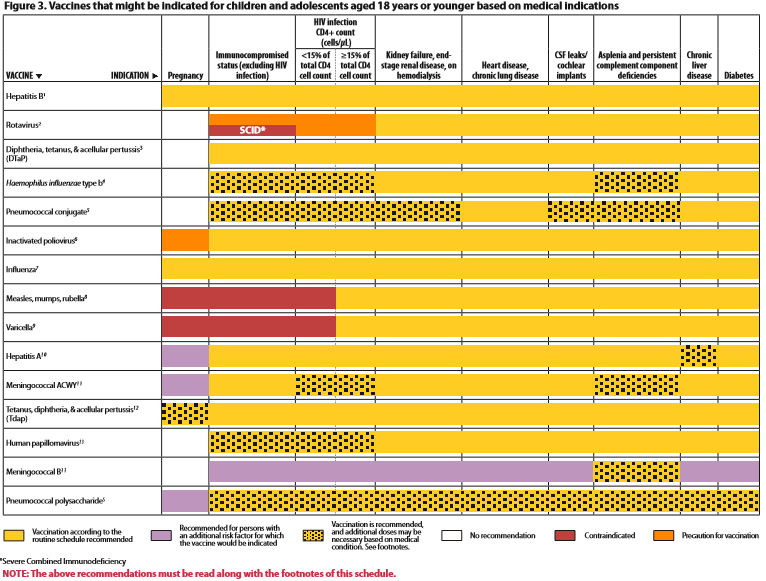 Figure 3. Vaccines that might be indicated for children and adolescents aged 18 years or younger based on medical indications
VACCINE ▼ INDICATION ►
Pregnancy
Immunocompromised
status (excluding HIV
infection)
HIV infection
CD4+ count
(cells/μL)
<15% of
total CD4
cell count
≥15% of
total CD4
cell count
Kidney failure, end-
stage renal disease, on
hemodialysis
Heart disease,
chronic lung disease
CSF leaks/
cochlear
implants
Asplenia and persistent
complement component
deficiencies
Chronic
liver
disease
Diabetes
Hepatitis B¹
Rotavirus²
SCID*
Diphtheria, tetanus, & acellular pertussis³
(DTaP)
Haemophilus influenzae type b⁴
Pneumococcal conjugate⁵
Inactivated poliovirus⁶
Influenza⁷
Measles, mumps, rubella⁸
Varicella⁹
Hepatitis A¹⁰
Meningococcal ACWY¹¹
Tetanus, diphtheria, & acellular pertussis¹²
(Tdap)
Human papillomavirus¹¹
Meningococcal B¹¹
Pneumococcal polysaccharide⁵
Vaccination according to the
routine schedule recommended
Recommended for persons with
an additional risk factor for which
the vaccine would be indicated
Vaccination is recommended,
and additional doses may be
necessary based on medical
condition. See footnotes.
No recommendation
Contraindicated
Precaution for vaccination
*Severe Combined Immunodeficiency
NOTE: The above recommendations must be read along with the footnotes of this schedule.